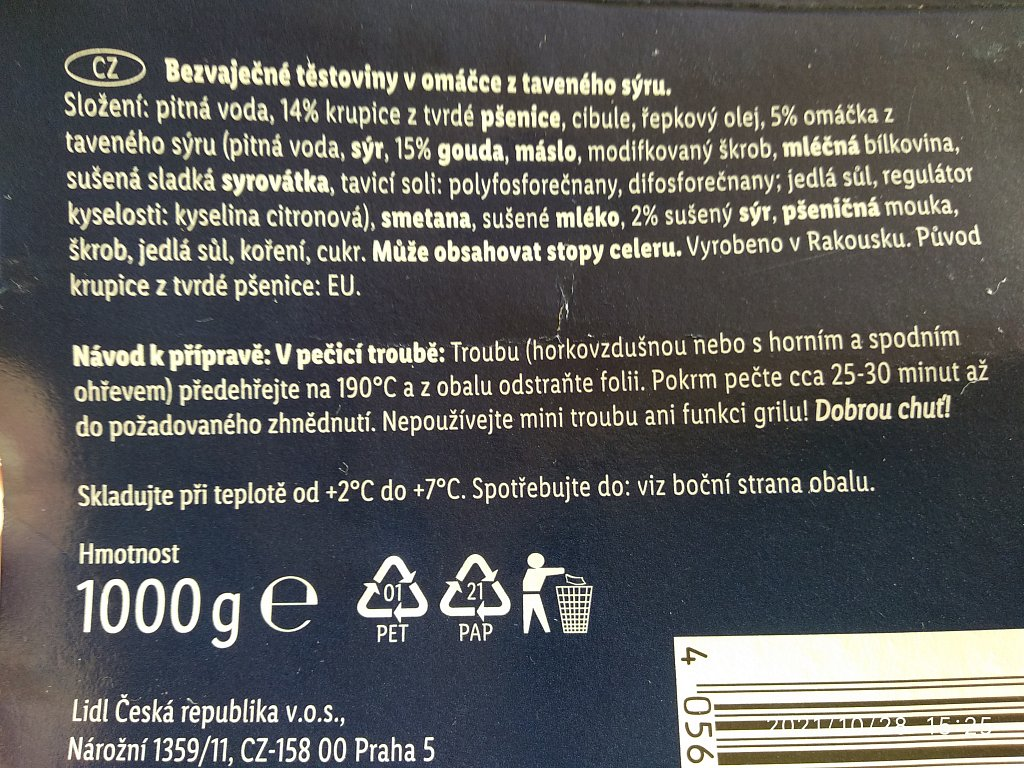 CZ Bezvaječné těstoviny v omáčce z taveného sýru.
Složení: pitná voda, 14% krupice z tvrdé pšenice, cibule, řepkový olej, 5% omáčka z
taveného sýru (pitná voda, sýr, 15% gouda, máslo, modifkovaný škrob, mléčná bílkovina,
sušená sladká syrovátka, tavicí soli: polyfosforečnany, difosforečnany; jedlá sůl, regulátor
kyselosti: kyselina citronová), smetana, sušené mléko, 2% sušený sýr, pšeničná mouka,
škrob, jedlá sůl, koření, cukr. Může obsahovat stopy celeru. Vyrobeno v Rakousku. Původ
krupice z tvrdé pšenice: EU.
Návod k přípravě: V pečicí troubě: Troubu (horkovzdušnou nebo s horním a spodním
ohřevem) předehřejte na 190°C a z obalu odstraňte folii. Pokrm pečte cca 25-30 minut až
do požadovaného zhnědnutí. Nepoužívejte mini troubu ani funkci grilu! Dobrou chuť!
Skladujte při teplotě od +2°C do +7°C. Spotřebujte do: viz boční strana obalu.
Hmotnost
1000 g e
01 21
PET PAP
Lidl Česká republika v.o.s.,
Nárožní 1359/11, CZ-158 00 Praha 5
4 056
2021/10/28 15:25